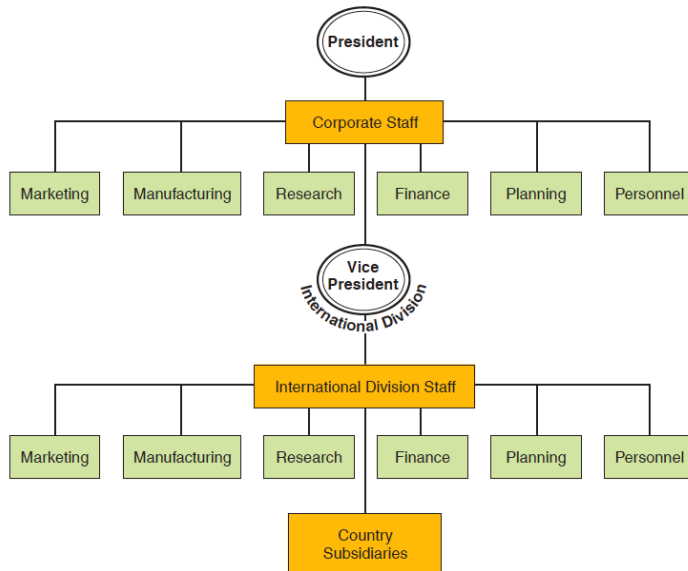 President
Corporate Staff
Marketing
Manufacturing
Research
Finance
Planning
Personnel
Vice
President
International Division
International Division Staff
Marketing
Manufacturing
Research
Finance
Planning
Personnel
Country
Subsidiaries